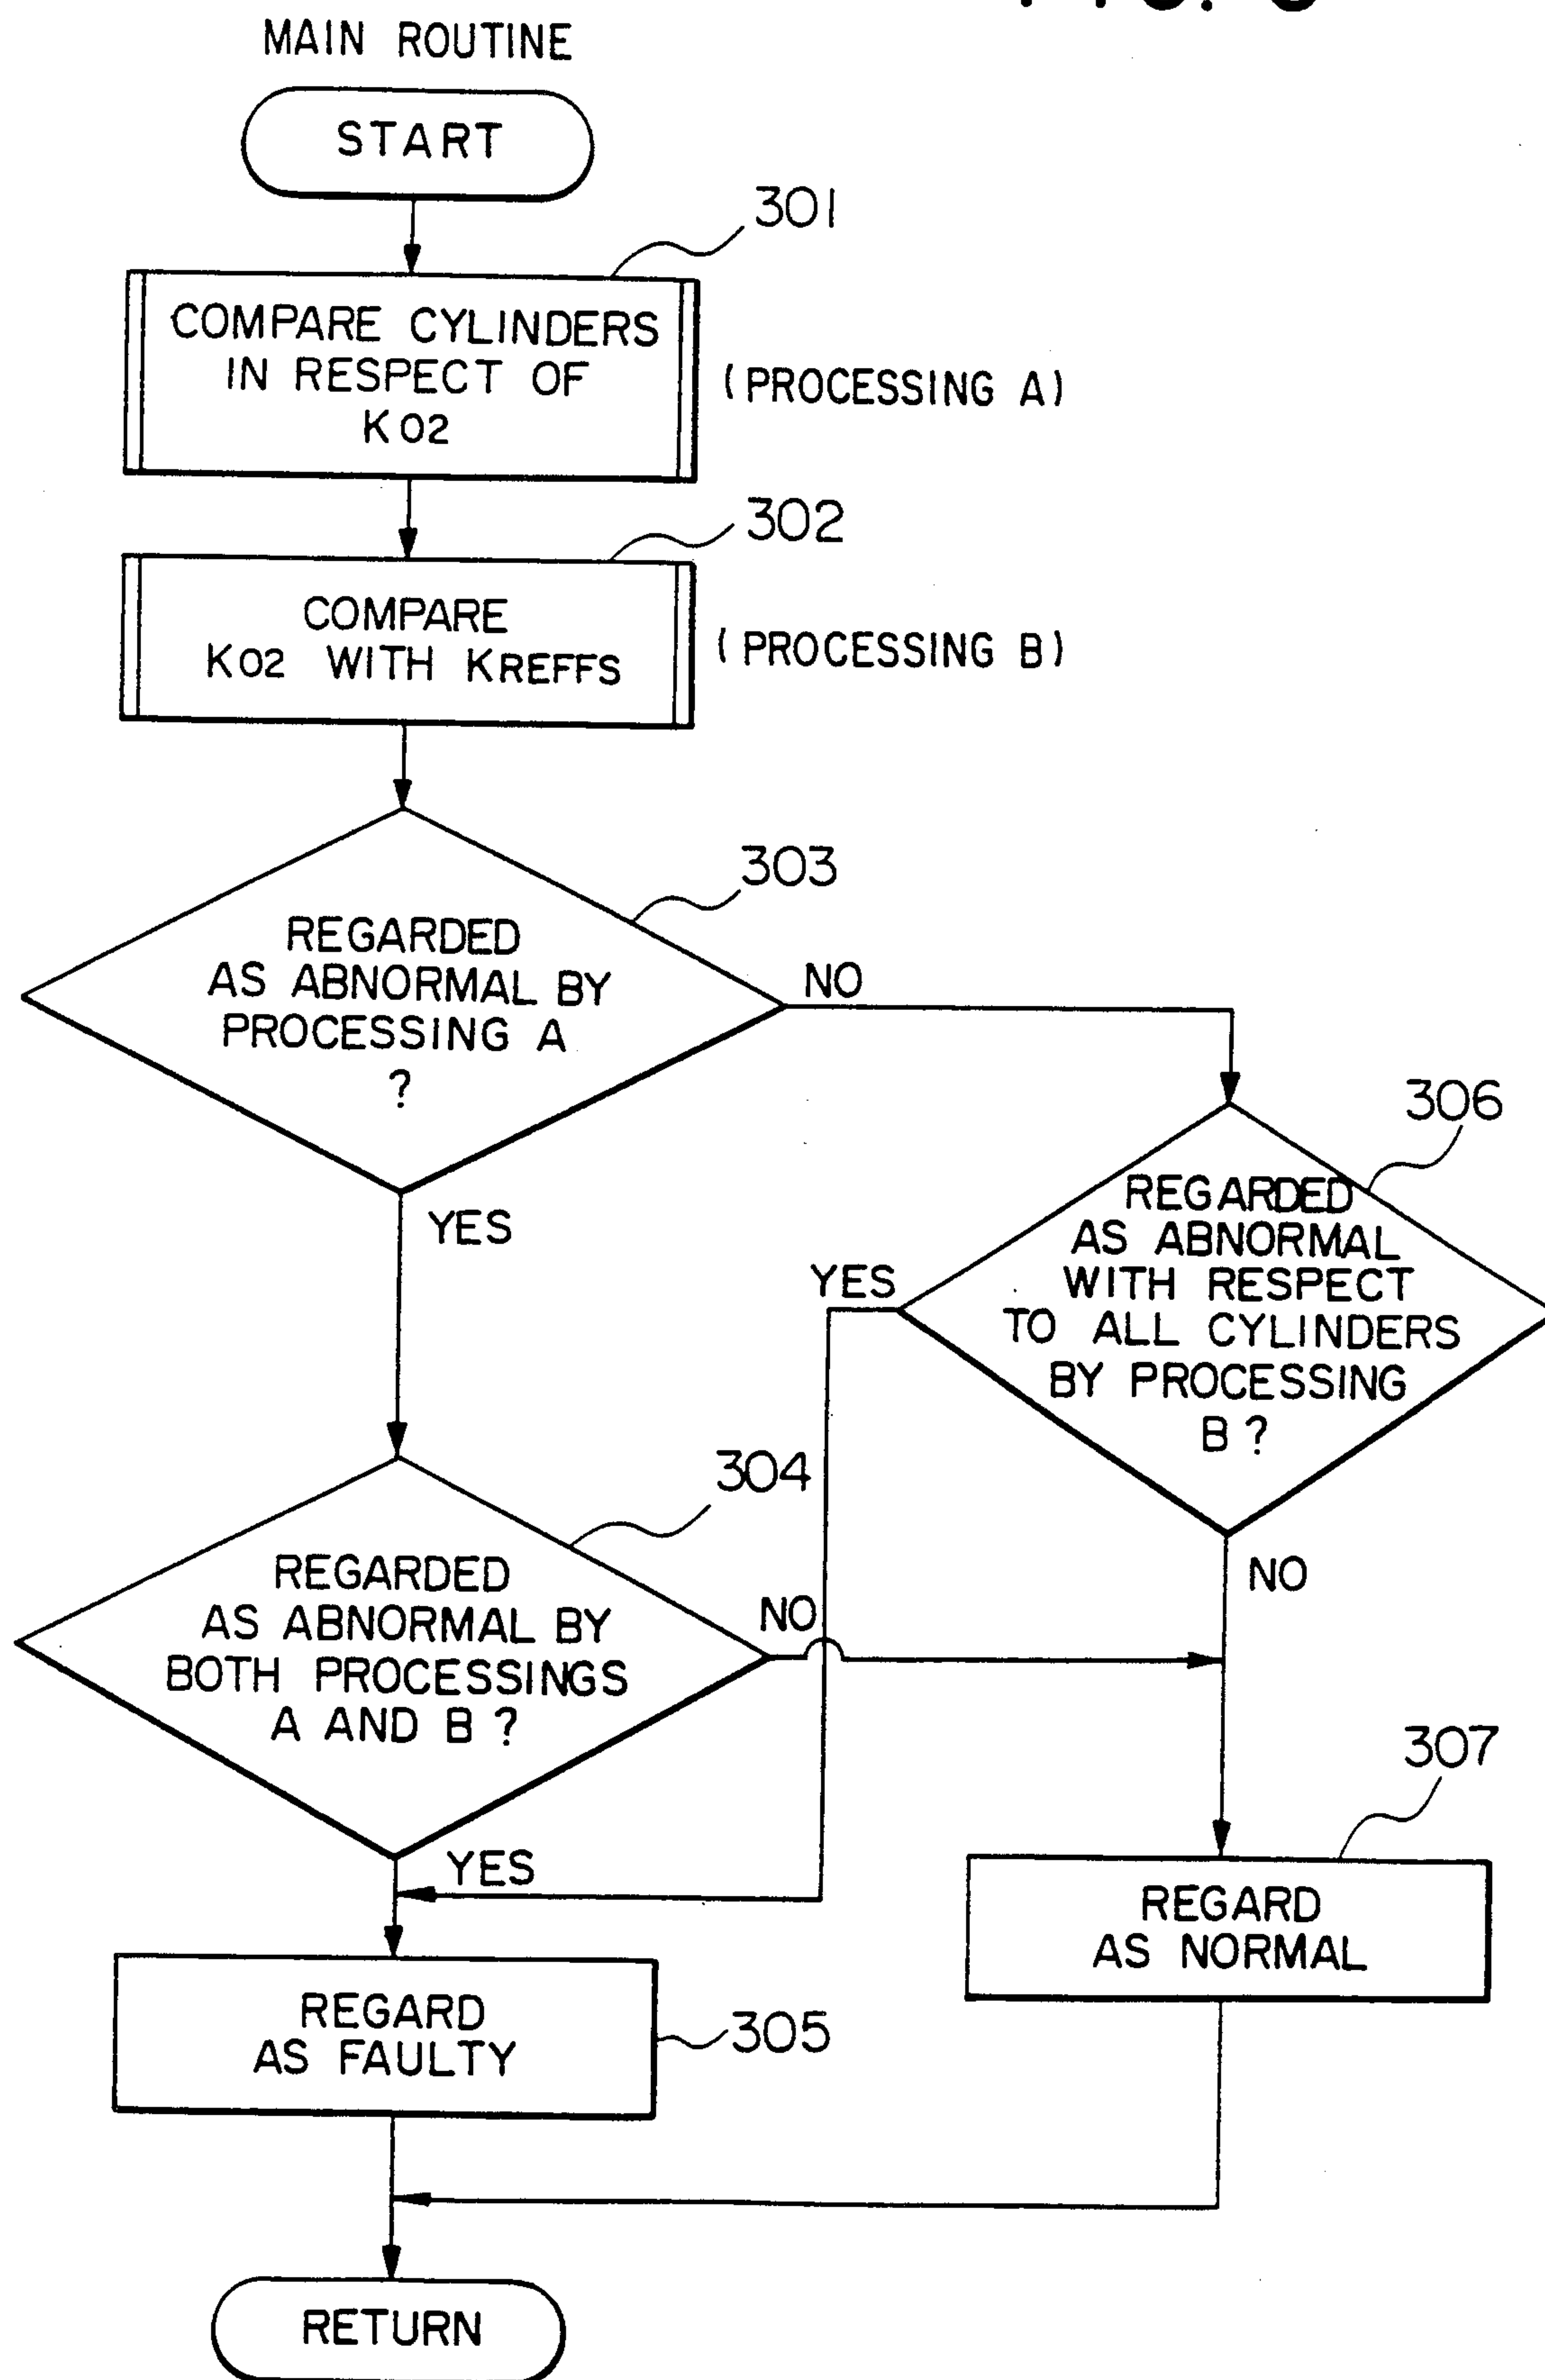 MAIN ROUTINE
START
301
COMPARE CYLINDERS
IN RESPECT OF
KO2
(PROCESSING A)
302
COMPARE
KO2 WITH KREFFS
(PROCESSING B)
303
REGARDED
AS ABNORMAL BY
PROCESSING A
?
NO
YES
306
REGARDED
AS ABNORMAL
WITH RESPECT
TO ALL CYLINDERS
BY PROCESSING
B?
YES
NO
304
REGARDED
AS ABNORMAL BY
BOTH PROCESSINGS
A AND B?
NO
YES
307
REGARD
AS NORMAL
REGARD
AS FAULTY
305
RETURN